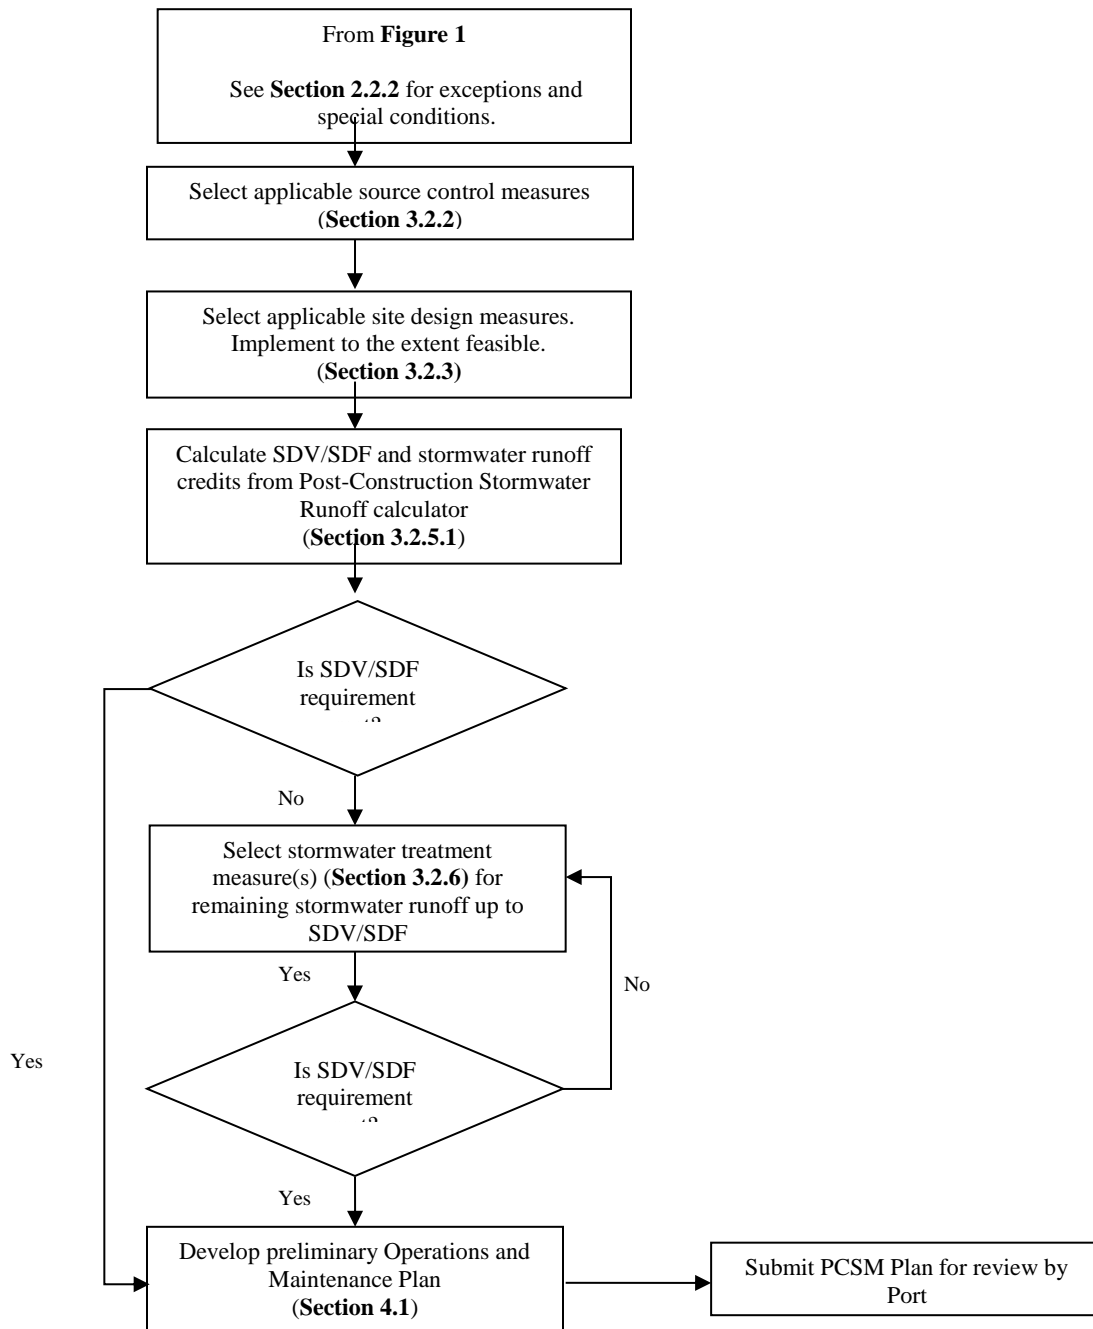 From Figure 1
See Section 2.2.2 for exceptions and
special conditions.
Select applicable source control measures
(Section 3.2.2)
Select applicable site design measures.
Implement to the extent feasible.
(Section 3.2.3)
Calculate SDV/SDF and stormwater runoff
credits from Post-Construction Stormwater
Runoff calculator
(Section 3.2.5.1)
Is SDV/SDF
requirement
No
Select stormwater treatment
measure(s) (Section 3.2.6) for
remaining stormwater runoff up to
SDV/SDF
Yes
No
Yes
Is SDV/SDF
requirement
Yes
Develop preliminary Operations and
Maintenance Plan
(Section 4.1)
Submit PCSM Plan for review by
Port